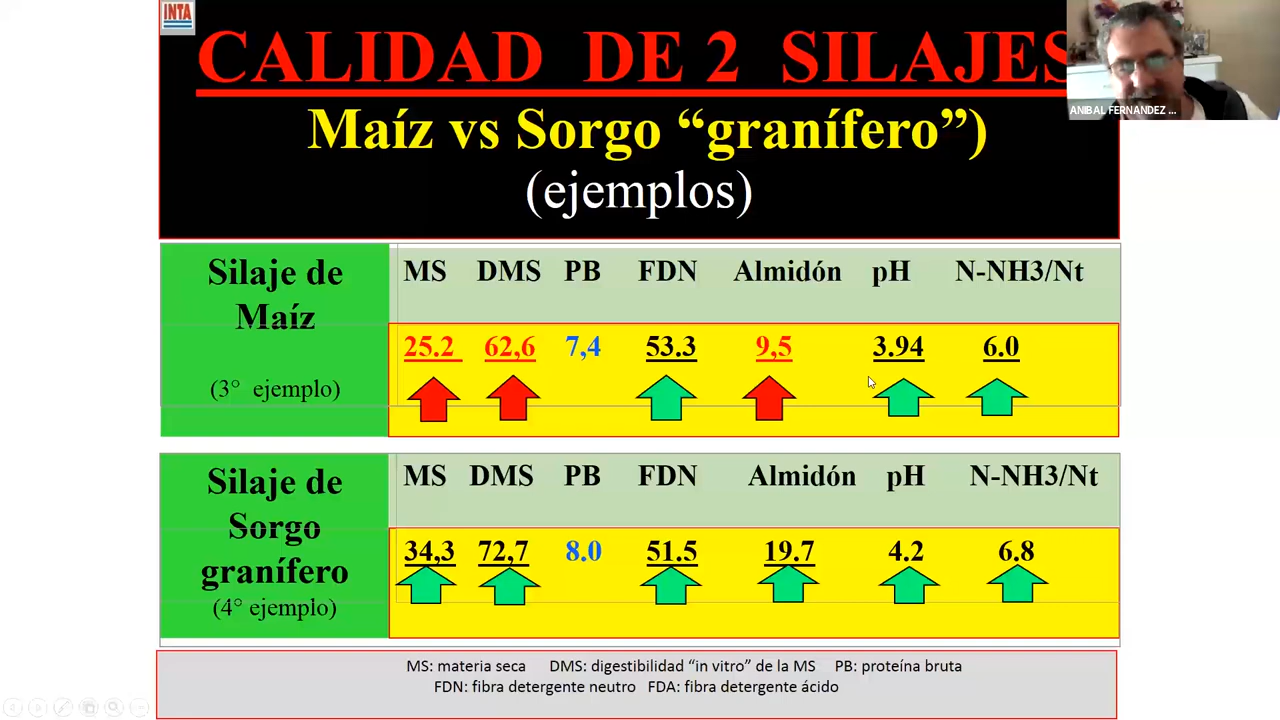 INTA
CALIDAD DE 2 SILAJES
Maíz vs Sorgo “granífero”)
(ejemplos)
ANIBAL FERNANDEZ ...
Silaje de
Maíz
(3° ejemplo)
MS DMS PB FDN Almidón pH N-NH3/Nt
25.2 62,6 7,4 53.3 9,5 3.94 6.0
Silaje de
Sorgo
granífero
(4° ejemplo)
MS DMS PB FDN Almidón pH N-NH3/Nt
34,3 72,7 8.0 51.5 19.7 4.2 6.8
MS: materia seca DMS: digestibilidad “in vitro” de la MS PB: proteína bruta
FDN: fibra detergente neutro FDA: fibra detergente ácido